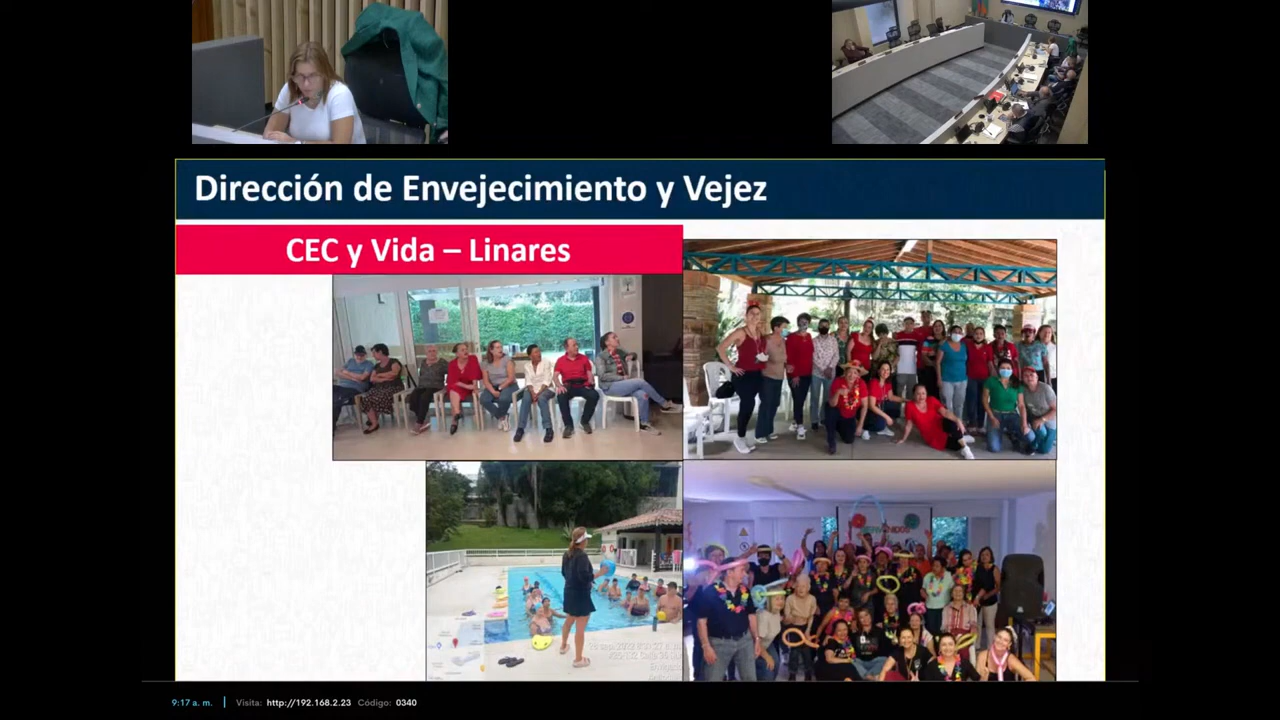 Dirección de Envejecimiento y Vejez
CEC y Vida – Linares
9:17 a. m. | Visita: http://192.168.2.23 Código: 0340